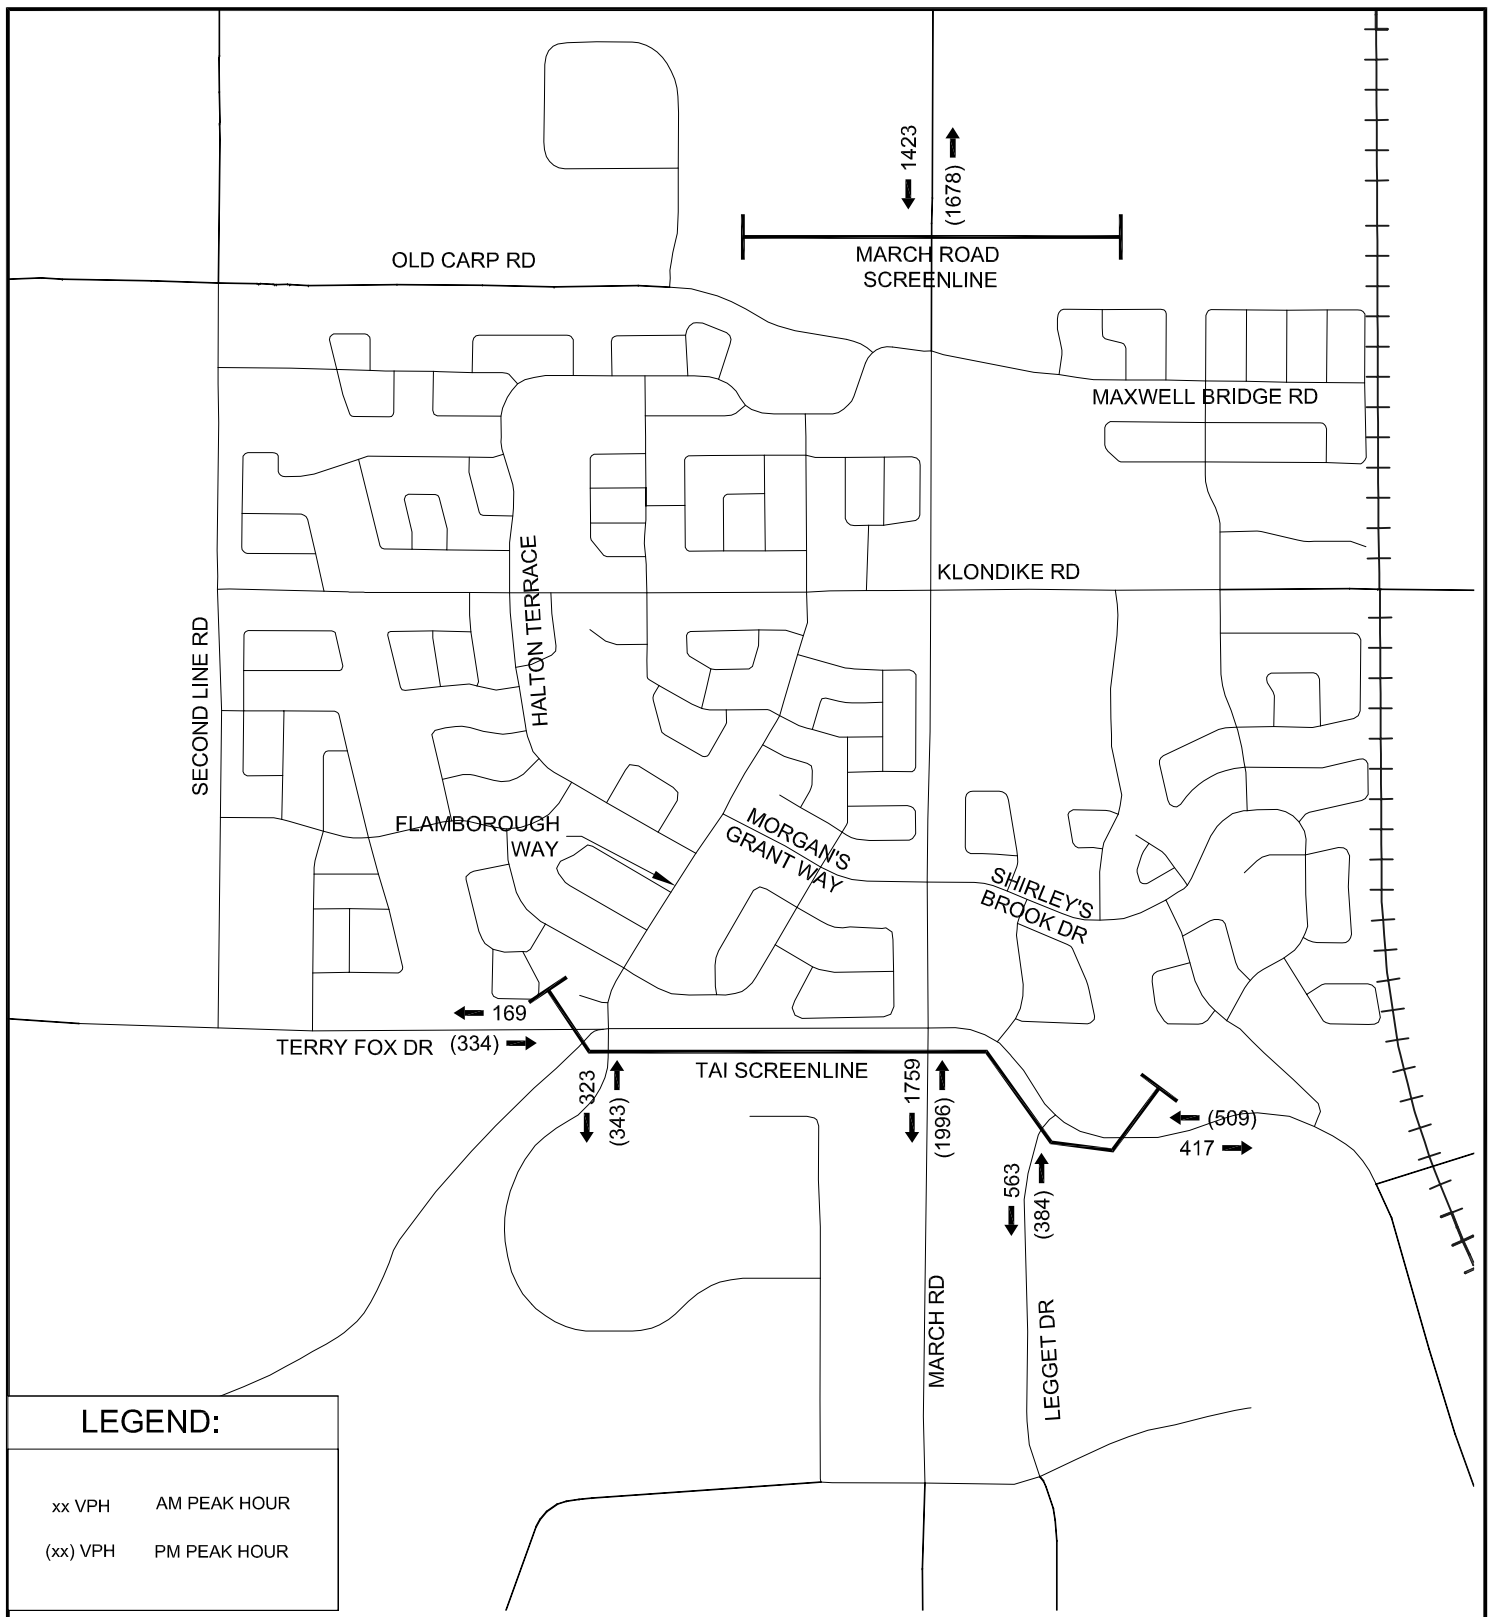 1423
(1678)
MARCH ROAD
SCREENLINE
OLD CARP RD
MAXWELL BRIDGE RD
KLONDIKE RD
HALTON TERRACE
SECOND LINE RD
FLAMBOROUGH
WAY
MORGAN'S
GRANT WAY
SHIRLEY'S
BROOK DR
169
(334)
TERRY FOX DR
TAI SCREENLINE
323
(343)
1759
(1996)
(509)
417
563
(384)
MARCH RD
LEGGET DR
LEGEND:
xx VPH AM PEAK HOUR
(xx) VPH PM PEAK HOUR